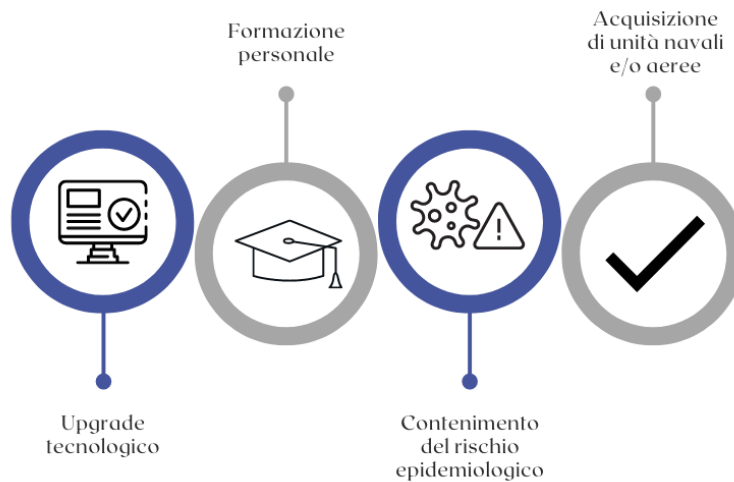 Formazione
personale
Acquisizione
di unità navali
e/o aeree
Upgrade
tecnologico
Contenimento
del rischio
epidemiologico